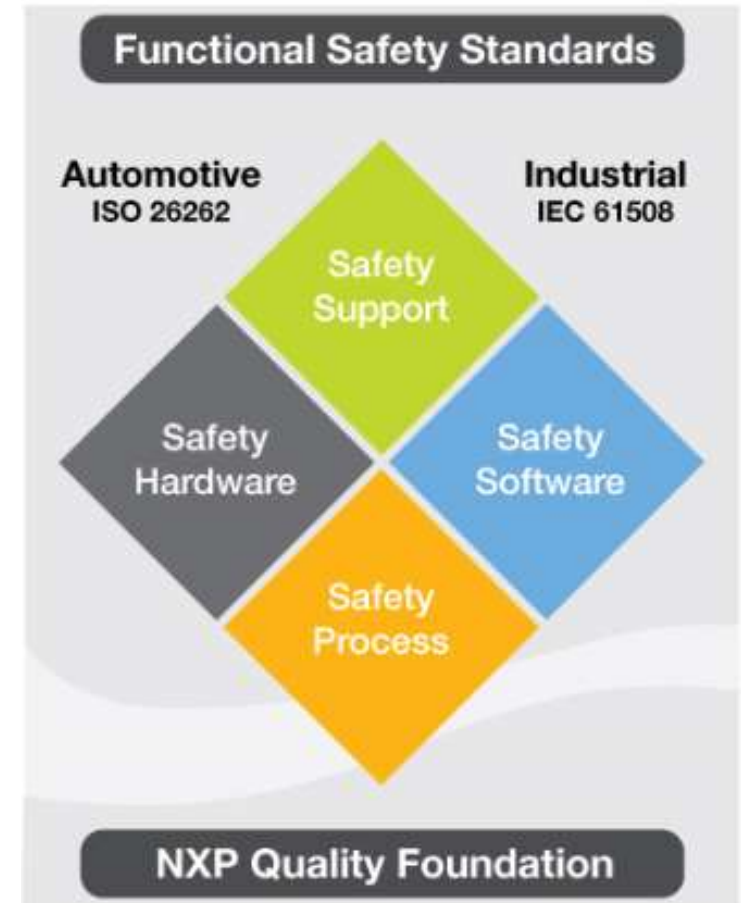 Functional Safety Standards
Automotive
ISO 26262
Industrial
IEC 61508
Safety
Support
Safety
Hardware
Safety
Software
Safety
Process
NXP Quality Foundation